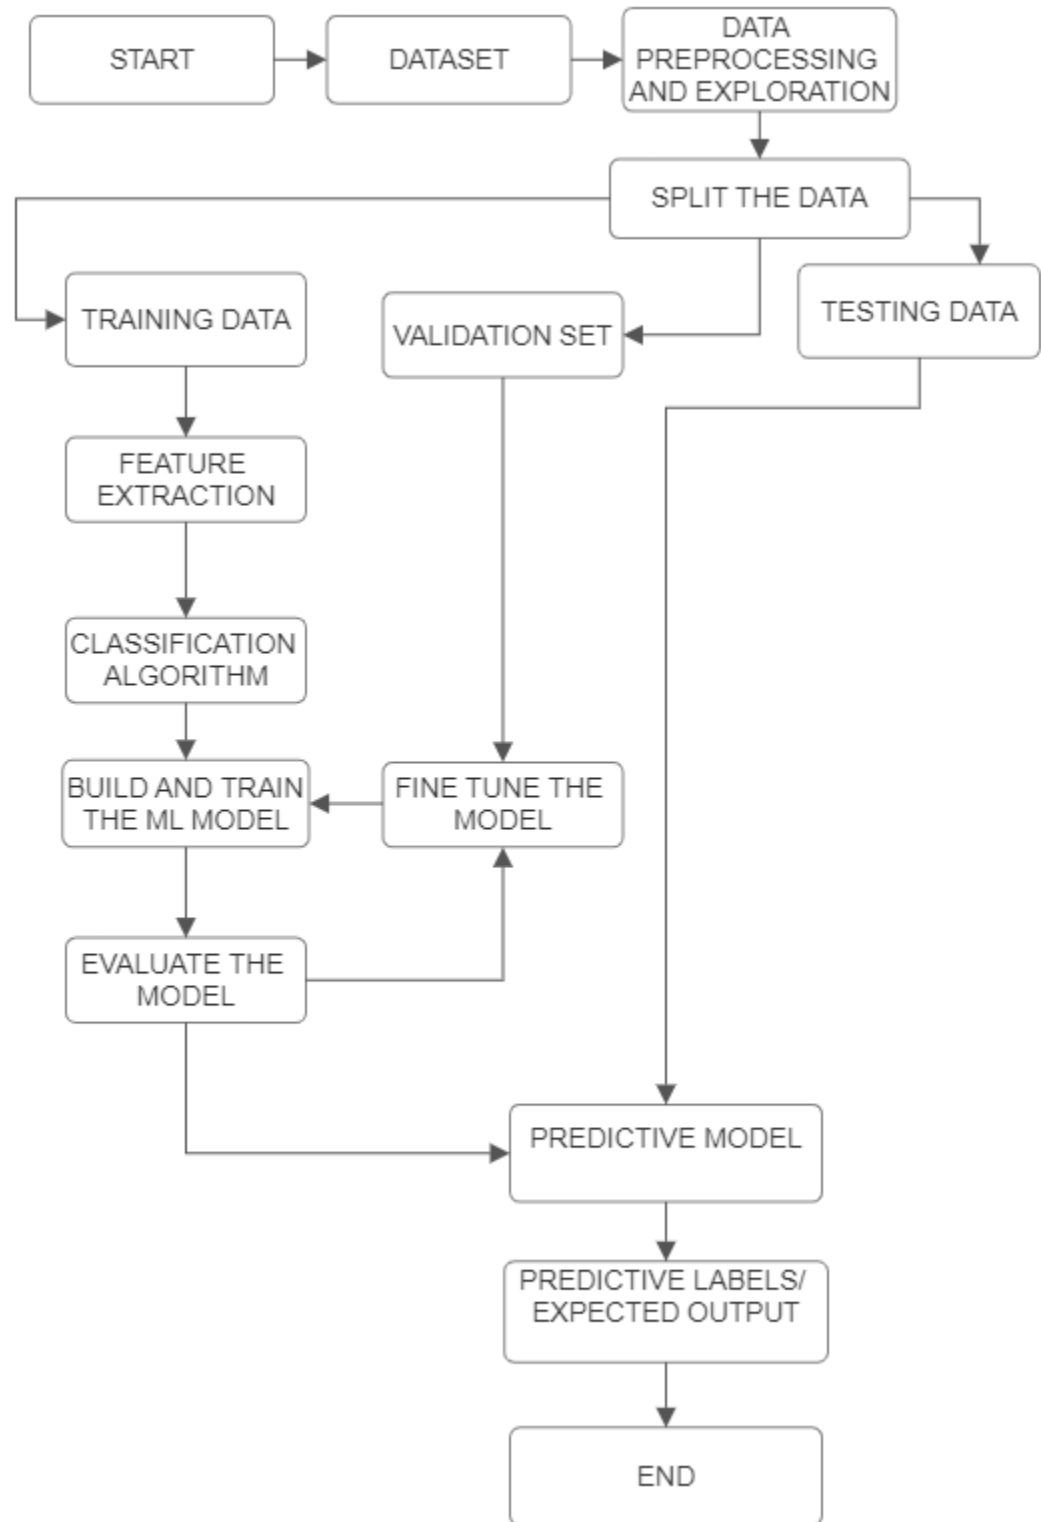 START
DATASET
DATA
PREPROCESSING
AND EXPLORATION
SPLIT THE DATA
TRAINING DATA
VALIDATION SET
TESTING DATA
FEATURE
EXTRACTION
CLASSIFICATION
ALGORITHM
BUILD AND TRAIN
THE ML MODEL
FINE TUNE THE
MODEL
EVALUATE THE
MODEL
PREDICTIVE MODEL
PREDICTIVE LABELS/
EXPECTED OUTPUT
END